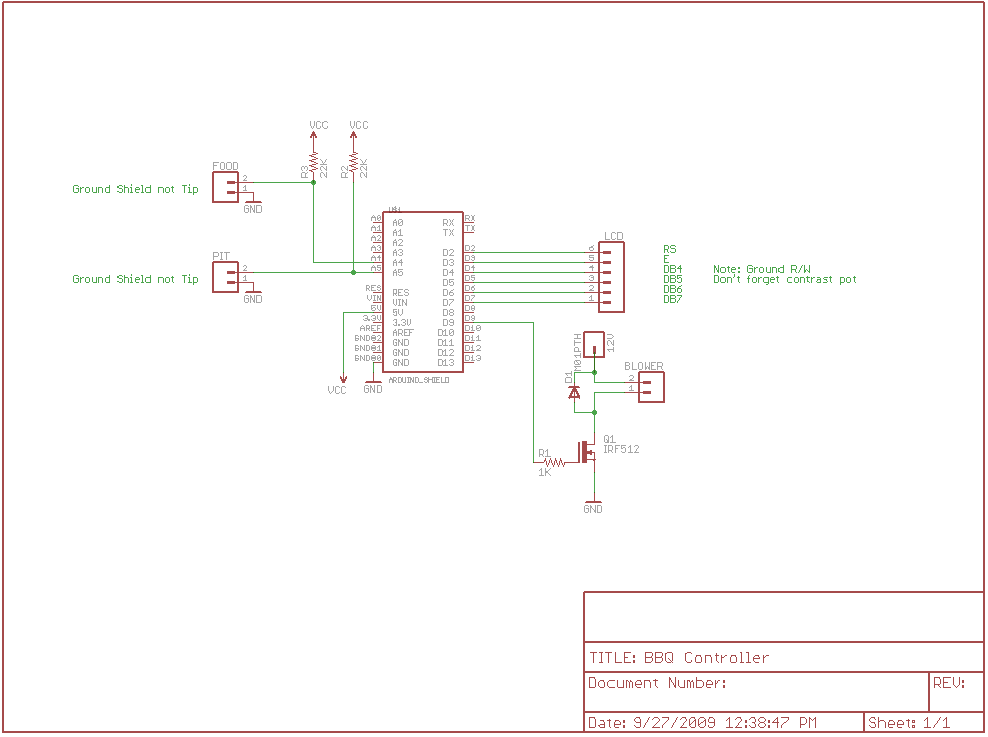 VCC VCC
R3 22K R2 22K
FOOD
2
1
Ground Shield not Tip
GND
PIT
2
1
Ground Shield not Tip
GND
A0 A0 RX RX
A1 A1 TX TX
A2 A2
A3 A3 D2 D2
A4 A4 D3 D3
A5 A5 D4 D4
D5 D5
RES RES D6 D6
VIN VIN D7 D7
5V 5V D8 D8
3.3V 3.3V D9 D9
AREF AREF D10 D10
GND@2 GND D11 D11
GND@1 GND D12 D12
GND@0 GND D13 D13
ARDUINO_SHIELD
VCC
GND
LCD
6 RS
5 E
4 DB4 Note: Ground R/W
3 DB5 Don't forget contrast pot
2 DB6
1 DB7
M01PTH 12V
D1
BLOWER
2
1
Q1
IRF512
R1
1K
GND
TITLE: BBQ Controller
Document Number: REV:
Date: 9/27/2009 12:38:47 PM Sheet: 1/1